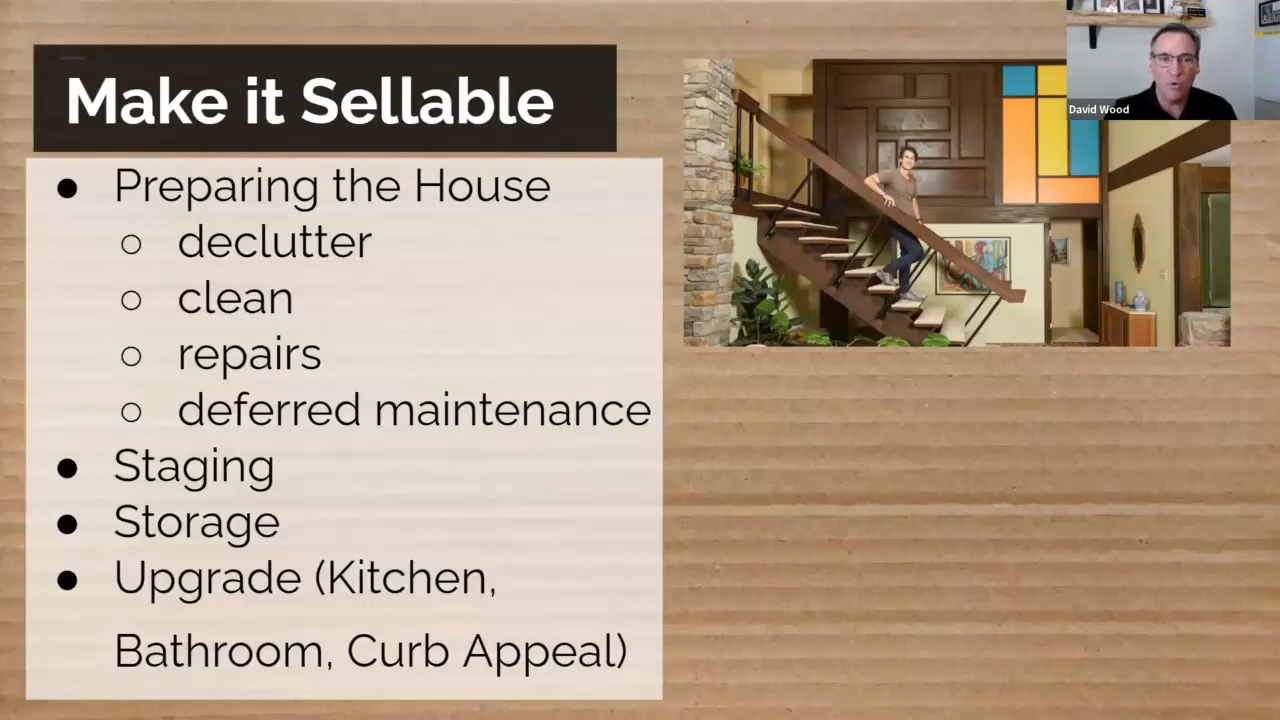 Make it Sellable
David Wood
● Preparing the House
○ declutter
○ clean
○ repairs
○ deferred maintenance
● Staging
● Storage
● Upgrade (Kitchen,
Bathroom, Curb Appeal)